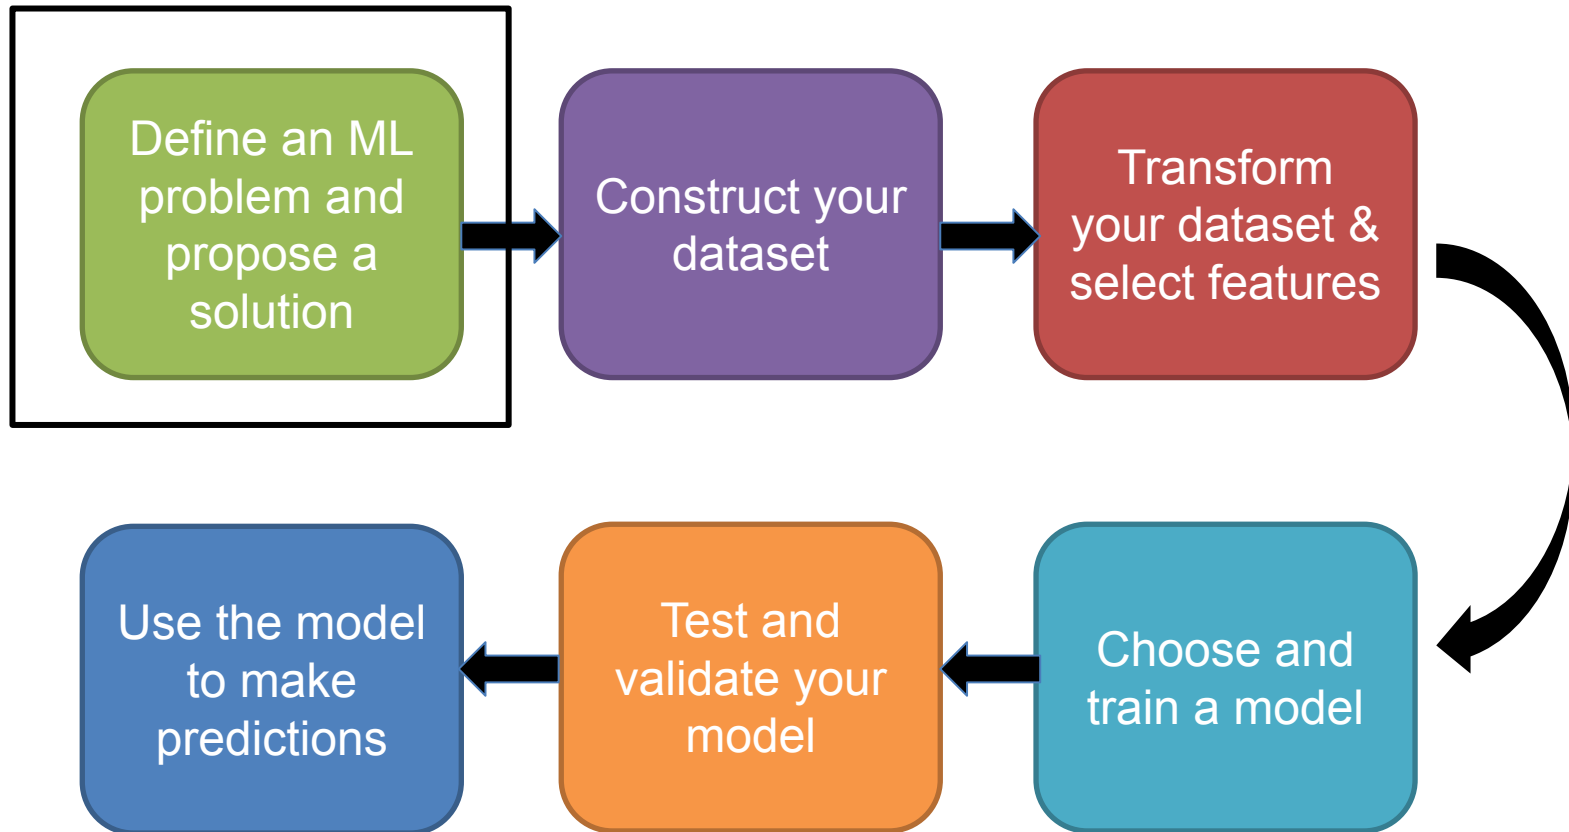 Define an ML
problem and
propose a
solution
Construct your
dataset
Transform
your dataset &
select features
Choose and
train a model
Test and
validate your
model
Use the model
to make
predictions